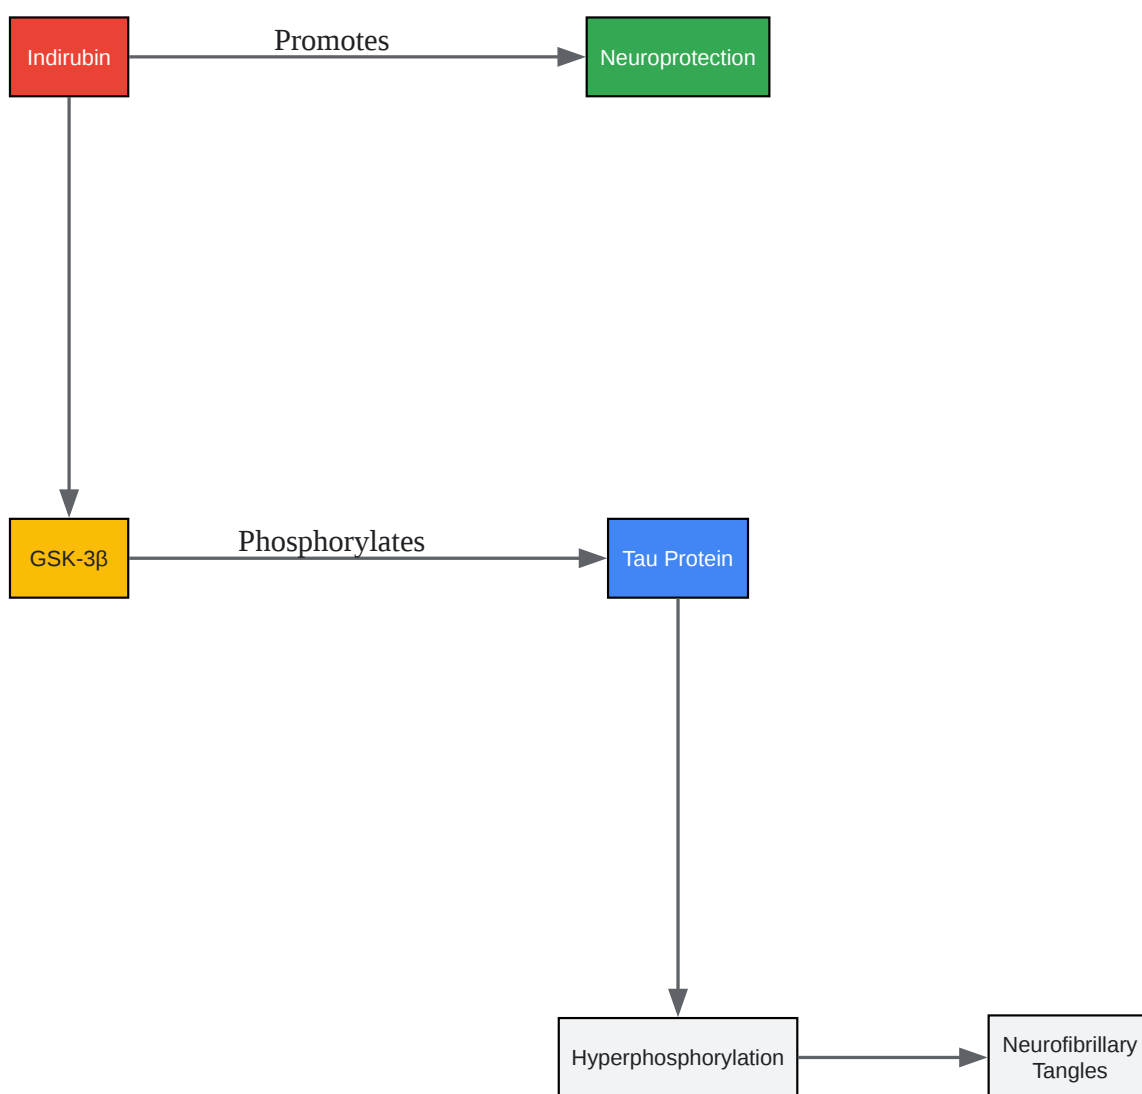 Indirubin
Promotes
Neuroprotection
GSK-3β
Phosphorylates
Tau Protein
Hyperphosphorylation
Neurofibrillary
Tangles